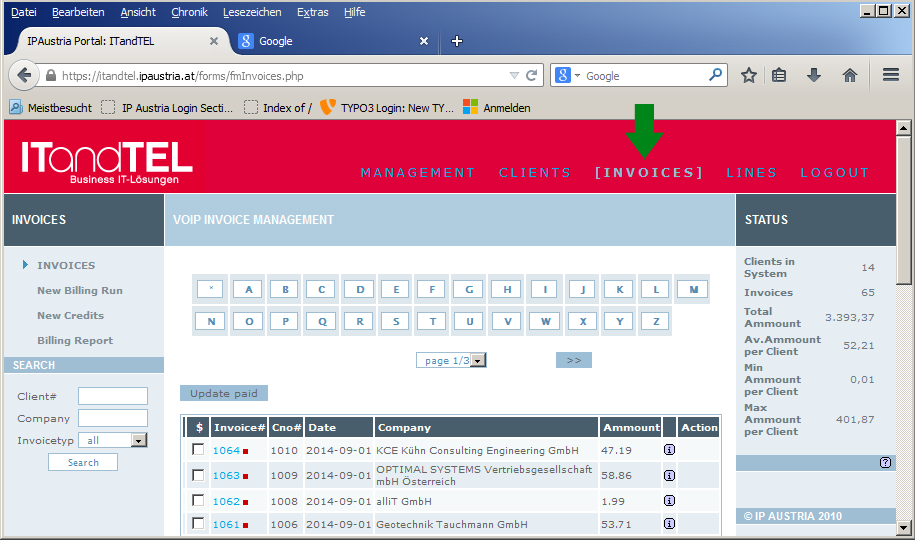 Datei Bearbeiten Ansicht Chronik Lesezeichen Extras Hilfe
IPAustria Portal: ITandTEL
Google
https://itandtel.ipaustria.at/forms/fmInvoices.php
Google
Meistbesucht IP Austria Login Secti... Index of / TYPO3 Login: New TY... Anmelden
ITandTEL
Business IT-Lösungen
MANAGEMENT CLIENTS [INVOICES] LINES LOGOUT
INVOICES
VOIP INVOICE MANAGEMENT
STATUS
INVOICES
New Billing Run
New Credits
Billing Report
SEARCH
Client#
Company
Invoicetyp all
Search
* A B C D E F G H I J K L M
N O P Q R S T U V W X Y Z
page 1/3 >>
Update paid
$ Invoice# Cno# Date Company Ammount Action
1064 1010 2014-09-01 KCE Kühn Consulting Engineering GmbH 47.19
1063 1009 2014-09-01 OPTIMAL SYSTEMS Vertriebsgesellschaft mbH Österreich 58.86
1062 1008 2014-09-01 alliT GmbH 1.99
1061 1006 2014-09-01 Geotechnik Tauchmann GmbH 53.71
Clients in System 14
Invoices 65
Total Ammount 3.393,37
Av.Ammount per Client 52,21
Min Ammount per Client 0,01
Max Ammount per Client 401,87
© IP AUSTRIA 2010